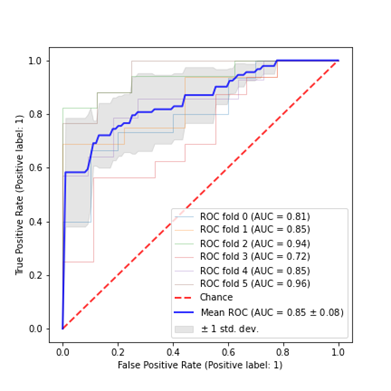 1.0
0.8
0.6
0.4
0.2
0.0
True Positive Rate (Positive label: 1)
ROC fold 0 (AUC = 0.81)
ROC fold 1 (AUC = 0.85)
ROC fold 2 (AUC = 0.94)
ROC fold 3 (AUC = 0.72)
ROC fold 4 (AUC = 0.85)
ROC fold 5 (AUC = 0.96)
Chance
Mean ROC (AUC = 0.85 ± 0.08)
± 1 std. dev.
0.0 0.2 0.4 0.6 0.8 1.0
False Positive Rate (Positive label: 1)